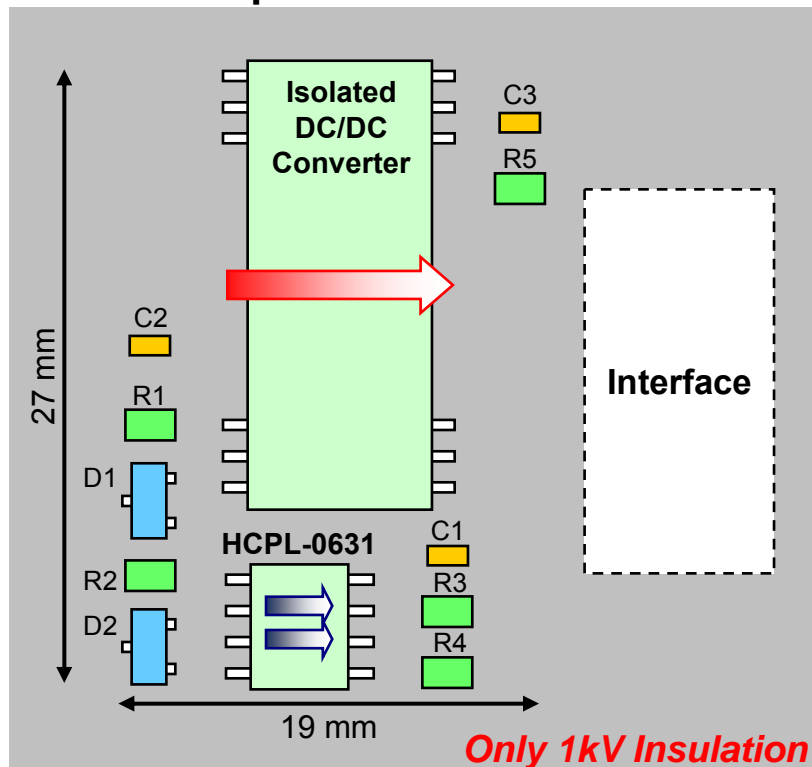 Isolated
DC/DC
Converter
C3
R5
C2
27 mm
R1
Interface
D1
HCPL-0631
C1
R2
R3
D2
R4
19 mm
Only 1kV Insulation